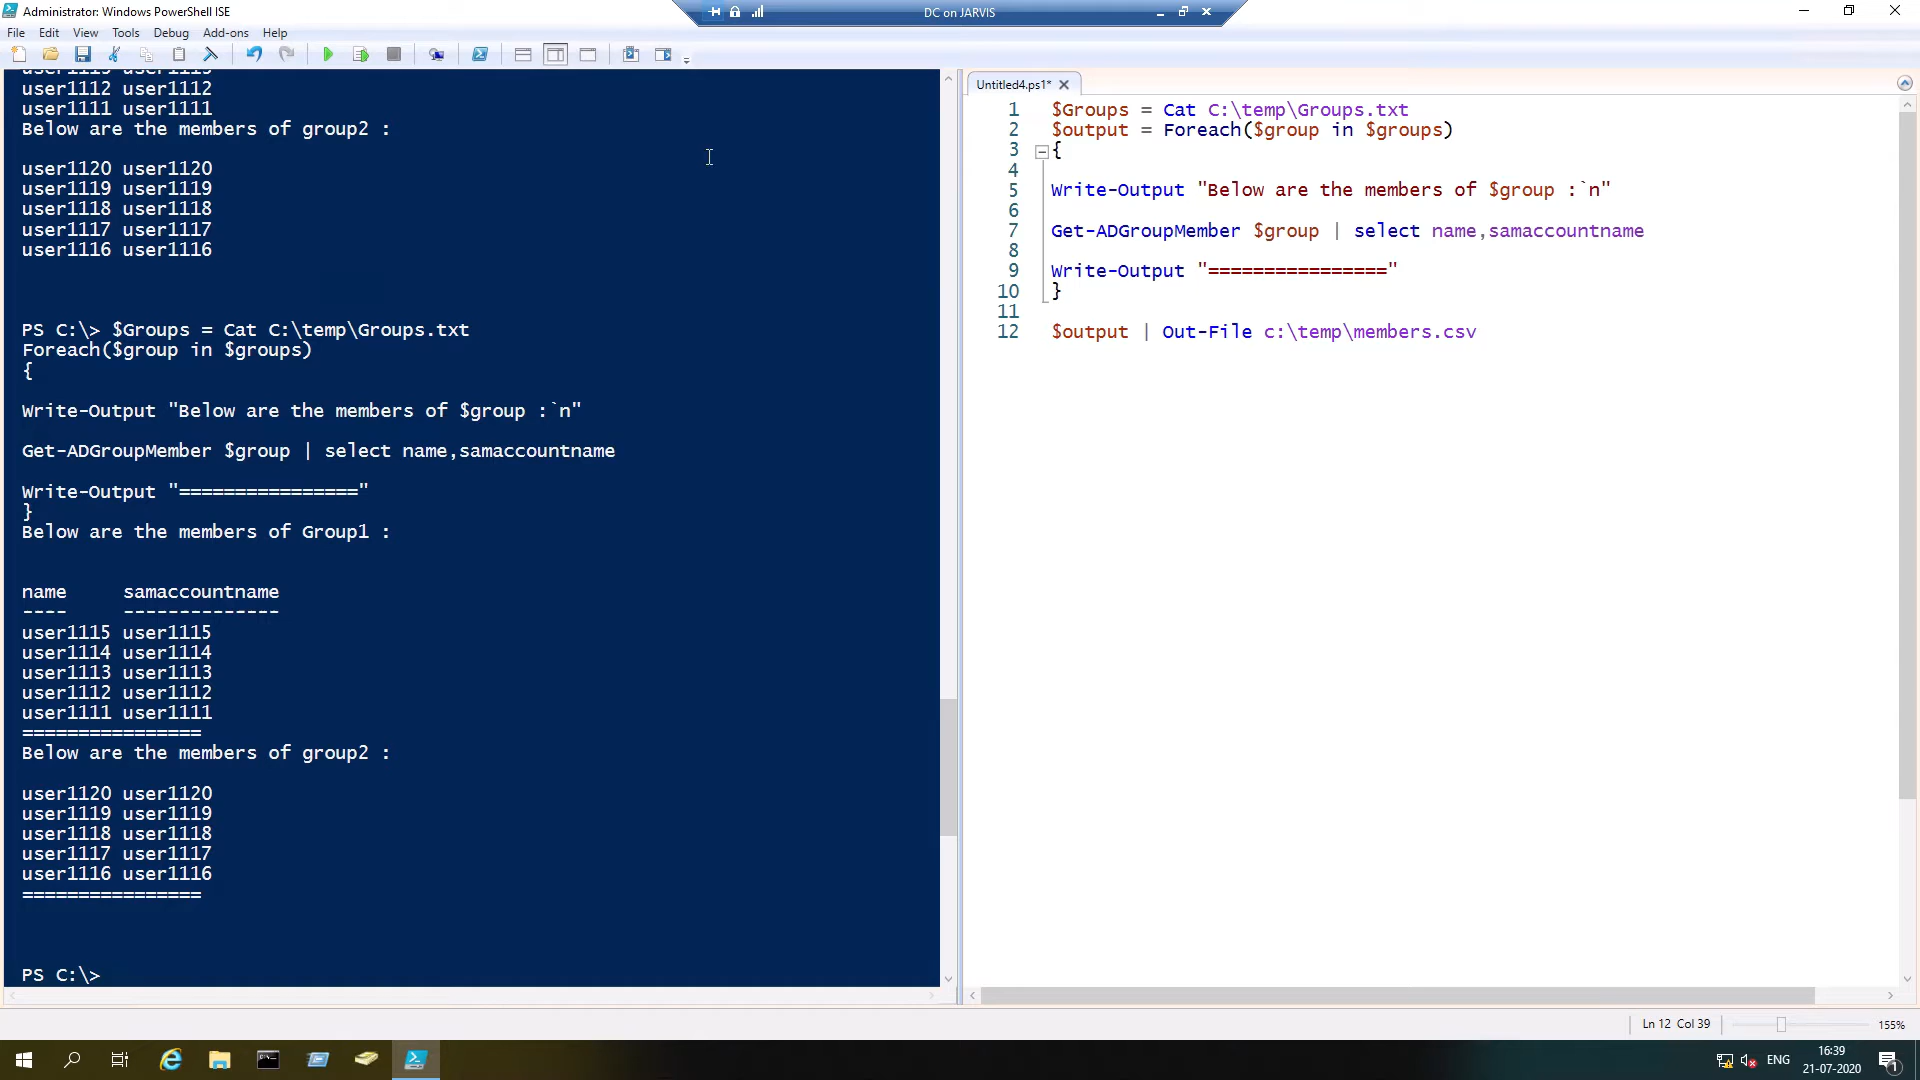 Administrator: Windows PowerShell ISE
DC on JARVIS
File Edit View Tools Debug Add-ons Help
user1112 user1112
user1111 user1111
Below are the members of group2 :
user1120 user1120
user1119 user1119
user1118 user1118
user1117 user1117
user1116 user1116
PS C:\> $Groups = Cat C:\temp\Groups.txt
Foreach($group in $groups)
{
Write-Output "Below are the members of $group :`n"
Get-ADGroupMember $group | select name,samaccountname
Write-Output "================"
}
Below are the members of Group1 :
name samaccountname
---- --------------
user1115 user1115
user1114 user1114
user1113 user1113
user1112 user1112
user1111 user1111
================
Below are the members of group2 :
user1120 user1120
user1119 user1119
user1118 user1118
user1117 user1117
user1116 user1116
================
PS C:\>
Untitled4.ps1*
1 $Groups = Cat C:\temp\Groups.txt
2 $output = Foreach($group in $groups)
3 {
4
5 Write-Output "Below are the members of $group :`n"
6
7 Get-ADGroupMember $group | select name,samaccountname
8
9 Write-Output "================"
10 }
11
12 $output | Out-File c:\temp\members.csv
Ln 12 Col 39 155%
ENG
16:39
21-07-2020
1